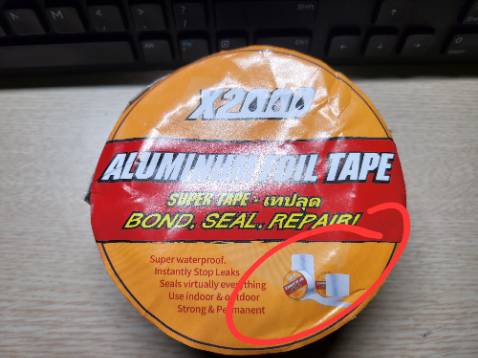 X2000
ALUMINUM FOIL TAPE
SUPER TAPE - เทปลุด
BOND, SEAL, REPAIR!
Super waterproof.
Instantly Stop Leaks
Seals virtually everything
Use indoor & outdoor
Strong & Permanent